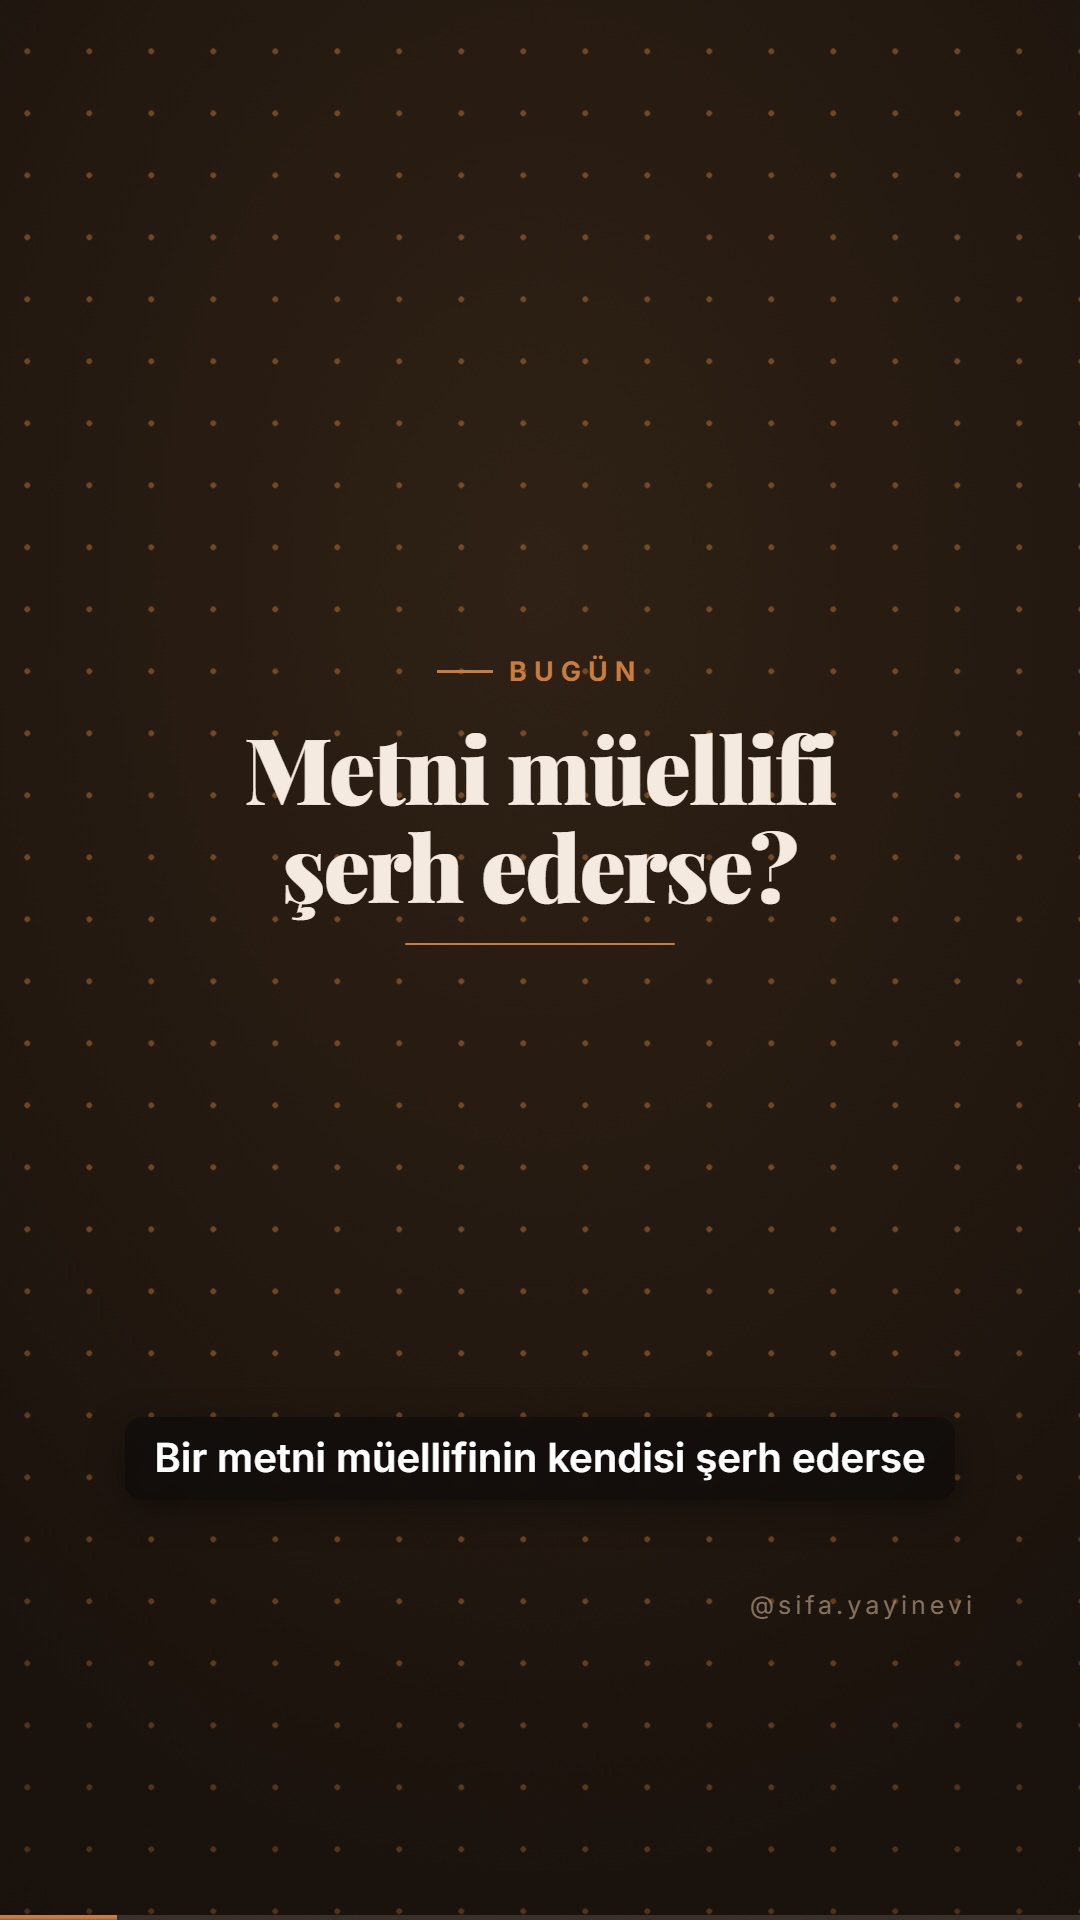 BUGÜN
Metni müellifi
şerh ederse?
Bir metni müellifinin kendisi şerh ederse
@sifa.yayinevi